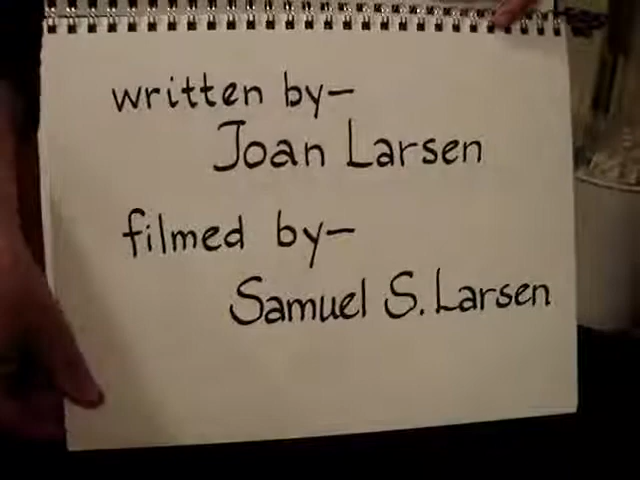 written by-
Joan Larsen
filmed by-
Samuel S. Larsen